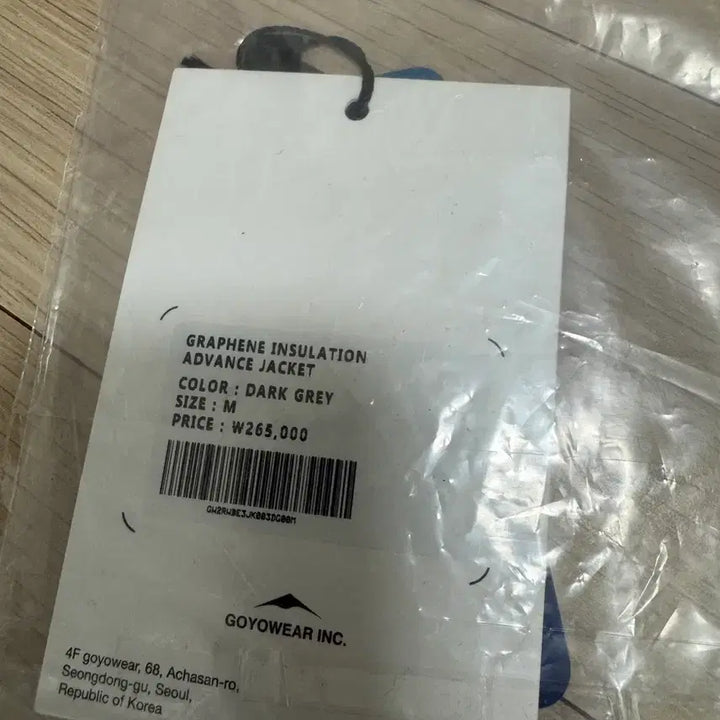 GRAPHENE INSULATION
ADVANCE JACKET
COLOR : DARK GREY
SIZE : M
PRICE : ₩265,000
GOYOWEAR INC.
4F goyowear, 68, Achasan-ro,
Seongdong-gu, Seoul,
Republic of Korea